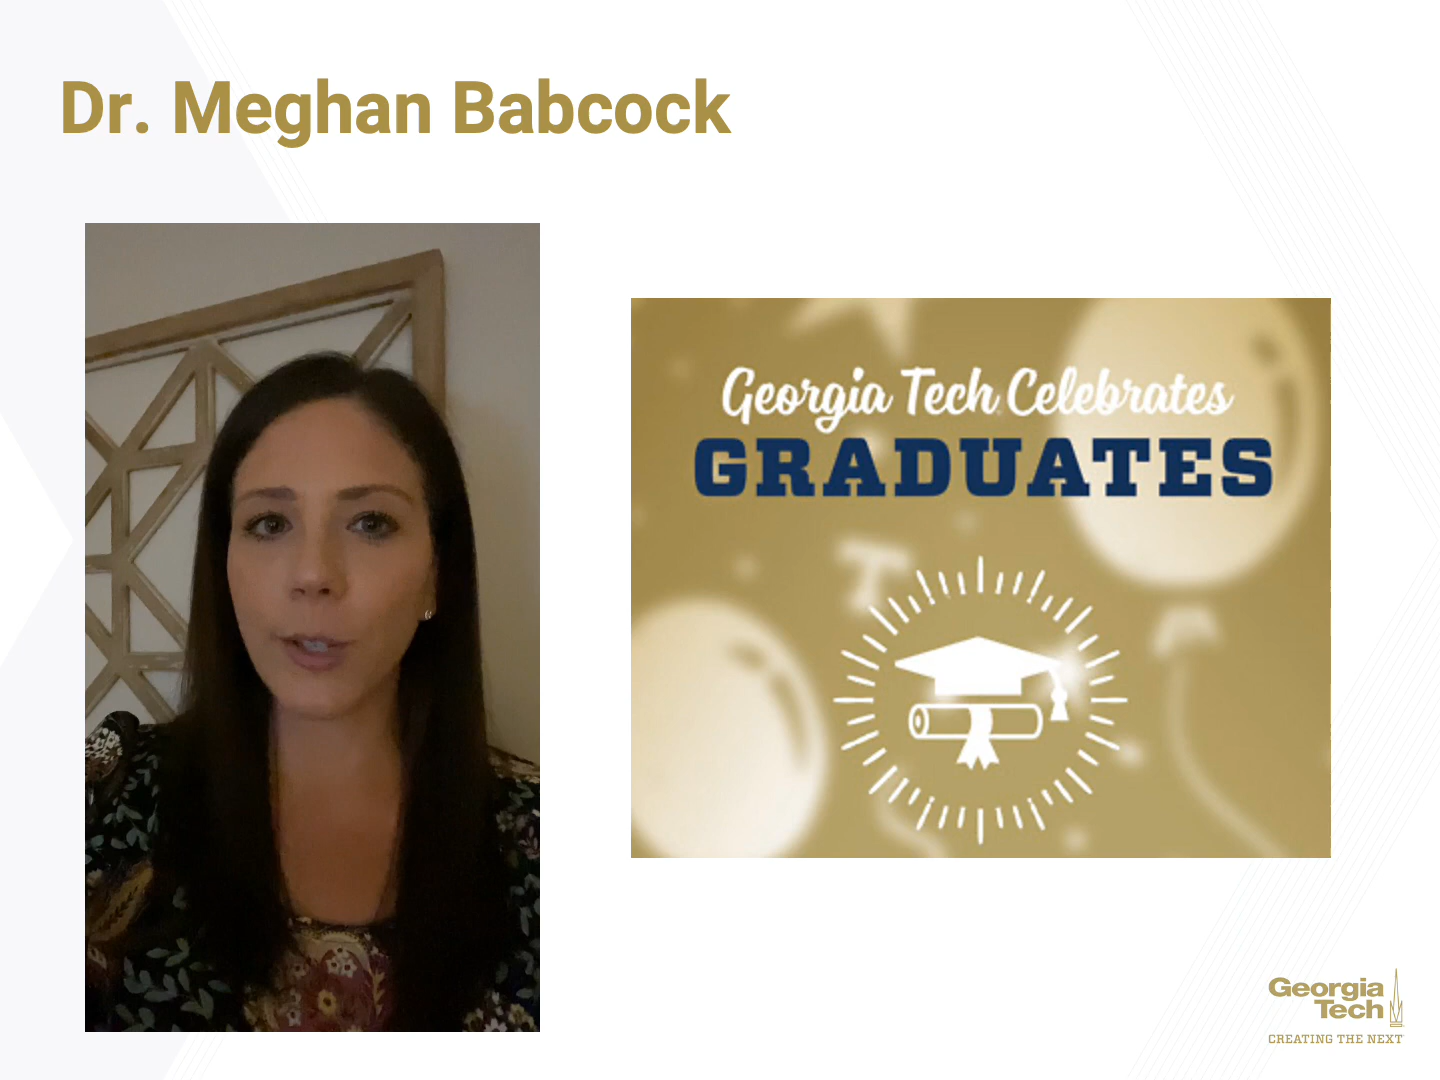 Dr. Meghan Babcock
Georgia Tech Celebrates
GRADUATES
Georgia
Tech
CREATING THE NEXT